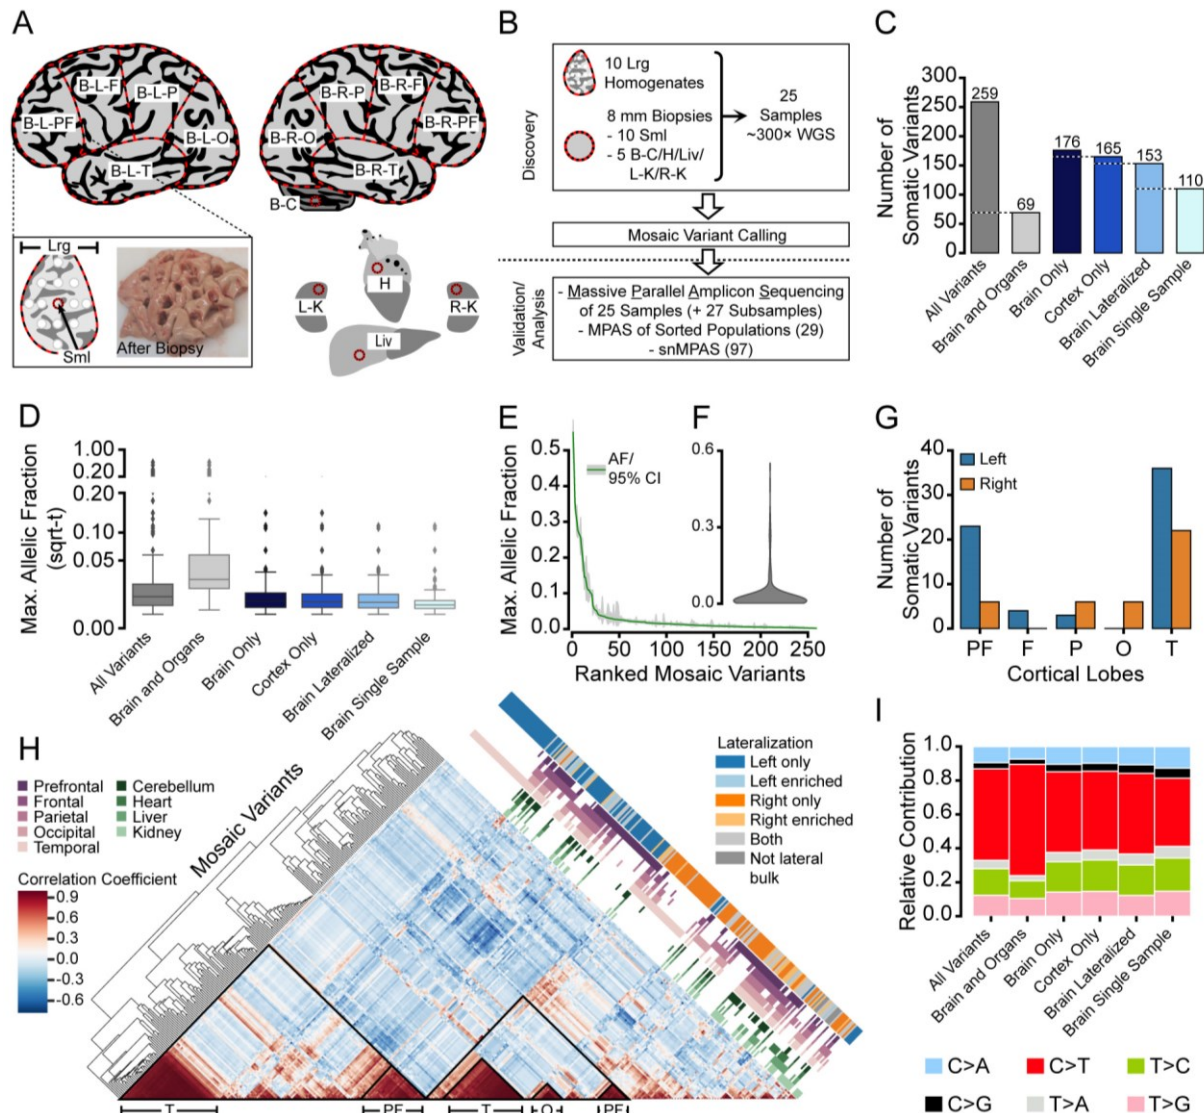 A
B-L-F
B-L-P
B-L-PF
B-L-O
B-L-T
B-R-F
B-R-P
B-R-PF
B-R-O
B-R-T
B-C
Lrg
Sml
After Biopsy
H
L-K
R-K
Liv
B
Discovery
10 Lrg
Homogenates
8 mm Biopsies
- 10 Sml
- 5 B-C/H/Liv/
L-K/R-K
25
Samples
~300× WGS
Mosaic Variant Calling
Validation/
Analysis
- Massive Parallel Amplicon Sequencing
of 25 Samples (+ 27 Subsamples)
- MPAS of Sorted Populations (29)
- snMPAS (97)
C
Number of
Somatic Variants
300
250
200
150
100
50
0
259
69
176
165
153
110
All Variants
Brain and Organs
Brain Only
Cortex Only
Brain Lateralized
Brain Single Sample
D
Max. Allelic Fraction
(sqrt-t)
1.00
0.20
0.20
0.10
0.05
0.00
All Variants
Brain and Organs
Brain Only
Cortex Only
Brain Lateralized
Brain Single Sample
E
Max. Allelic Fraction
0.5
0.4
0.3
0.2
0.1
0.0
AF/
95% CI
0 50 100 150 200 250
Ranked Mosaic Variants
F
0.6
0.3
0.0
G
Number of
Somatic Variants
40
20
10
0
Left
Right
PF F P O T
Cortical Lobes
H
Prefrontal
Frontal
Parietal
Occipital
Temporal
Cerebellum
Heart
Liver
Kidney
Correlation Coefficient
0.9
0.6
0.3
-0.0
-0.3
-0.6
Mosaic Variants
Lateralization
Left only
Left enriched
Right only
Right enriched
Both
Not lateral
bulk
T PF T O PF
I
Relative Contribution
1.0
0.8
0.6
0.4
0.2
0.0
All Variants
Brain and Organs
Brain Only
Cortex Only
Brain Lateralized
Brain Single Sample
C>A C>T T>C
C>G T>A T>G